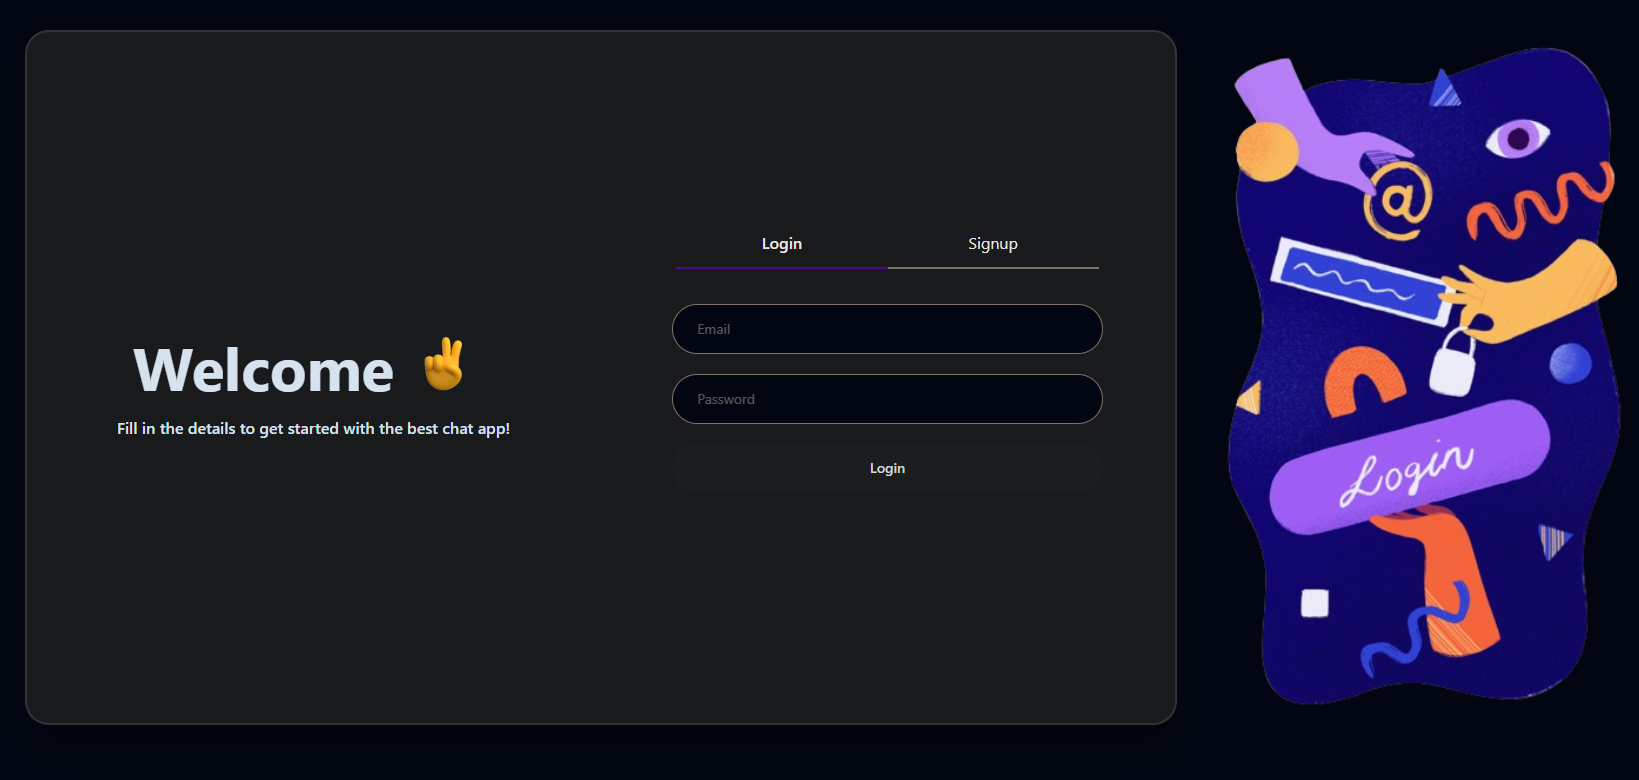 Welcome ✌
Fill in the details to get started with the best chat app!
Login
Signup
Email
Password
Login
@
Login